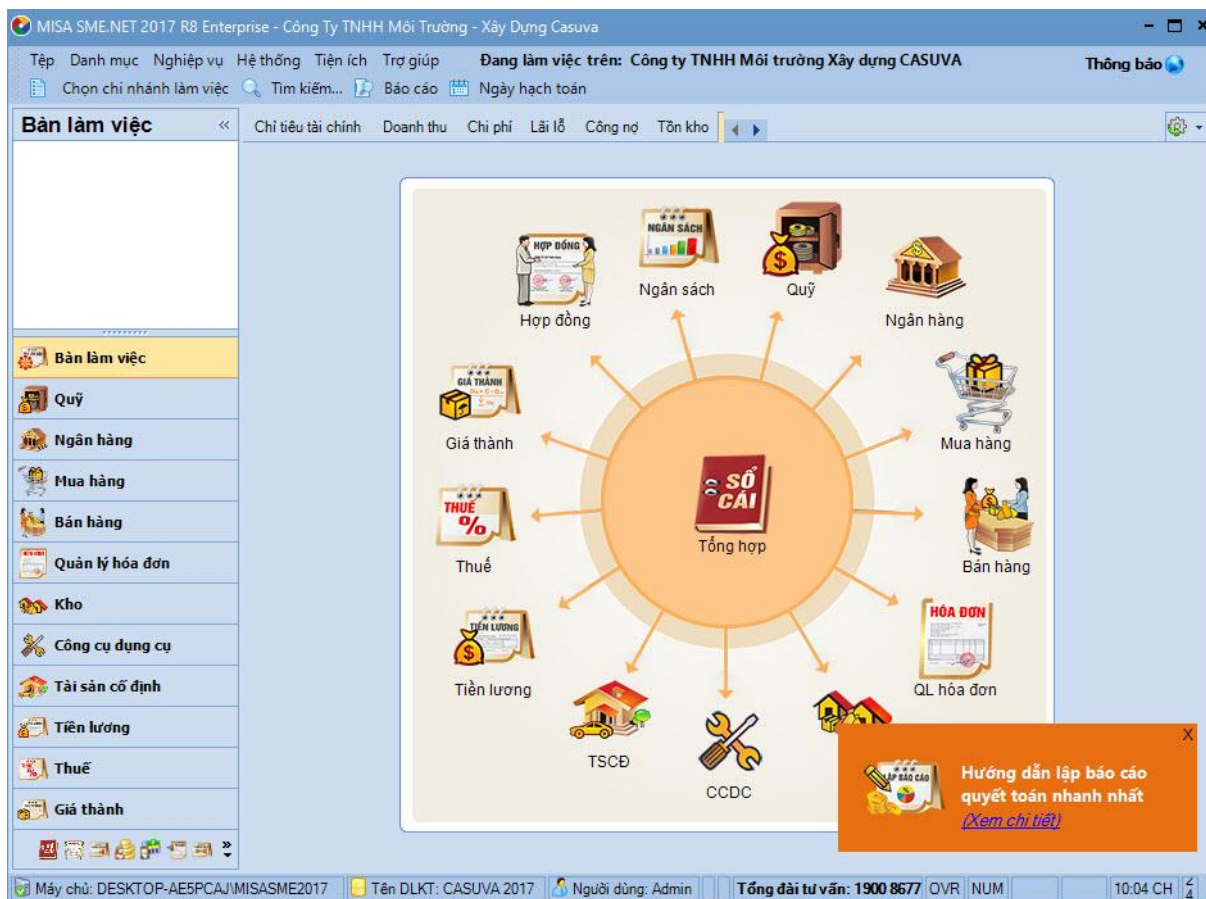 MISA SME.NET 2017 R8 Enterprise - Công Ty TNHH Môi Trường - Xây Dựng Casuva
Tệp Danh mục Nghiệp vụ Hệ thống Tiện ích Trợ giúp Đang làm việc trên: Công ty TNHH Môi trường Xây dựng CASUVA Thông báo
Chọn chi nhánh làm việc Tìm kiếm... Báo cáo Ngày hạch toán
Bàn làm việc «
Chỉ tiêu tài chính Doanh thu Chi phí Lãi lỗ Công nợ Tồn kho
Bàn làm việc
Quỹ
Ngân hàng
Mua hàng
Bán hàng
Quản lý hóa đơn
Kho
Công cụ dụng cụ
Tài sản cố định
Tiền lương
Thuế
Giá thành
HỢP ĐỒNG
Hợp đồng
NGÂN SÁCH
Ngân sách
Quỹ
Ngân hàng
GIÁ THÀNH
Giá thành
Mua hàng
SỔ
CÁI
Tổng hợp
THUẾ
%
Thuế
Bán hàng
TIỀN LƯƠNG
Tiền lương
HÓA ĐƠN
QL hóa đơn
TSCĐ
CCDC
X
LẬP BÁO CÁO
Hướng dẫn lập báo cáo
quyết toán nhanh nhất
(Xem chi tiết)
Máy chủ: DESKTOP-AE5PCAJ\MISASME2017 Tên DLKT: CASUVA 2017 Người dùng: Admin Tổng đài tư vấn: 1900 8677 OVR NUM 10:04 CH